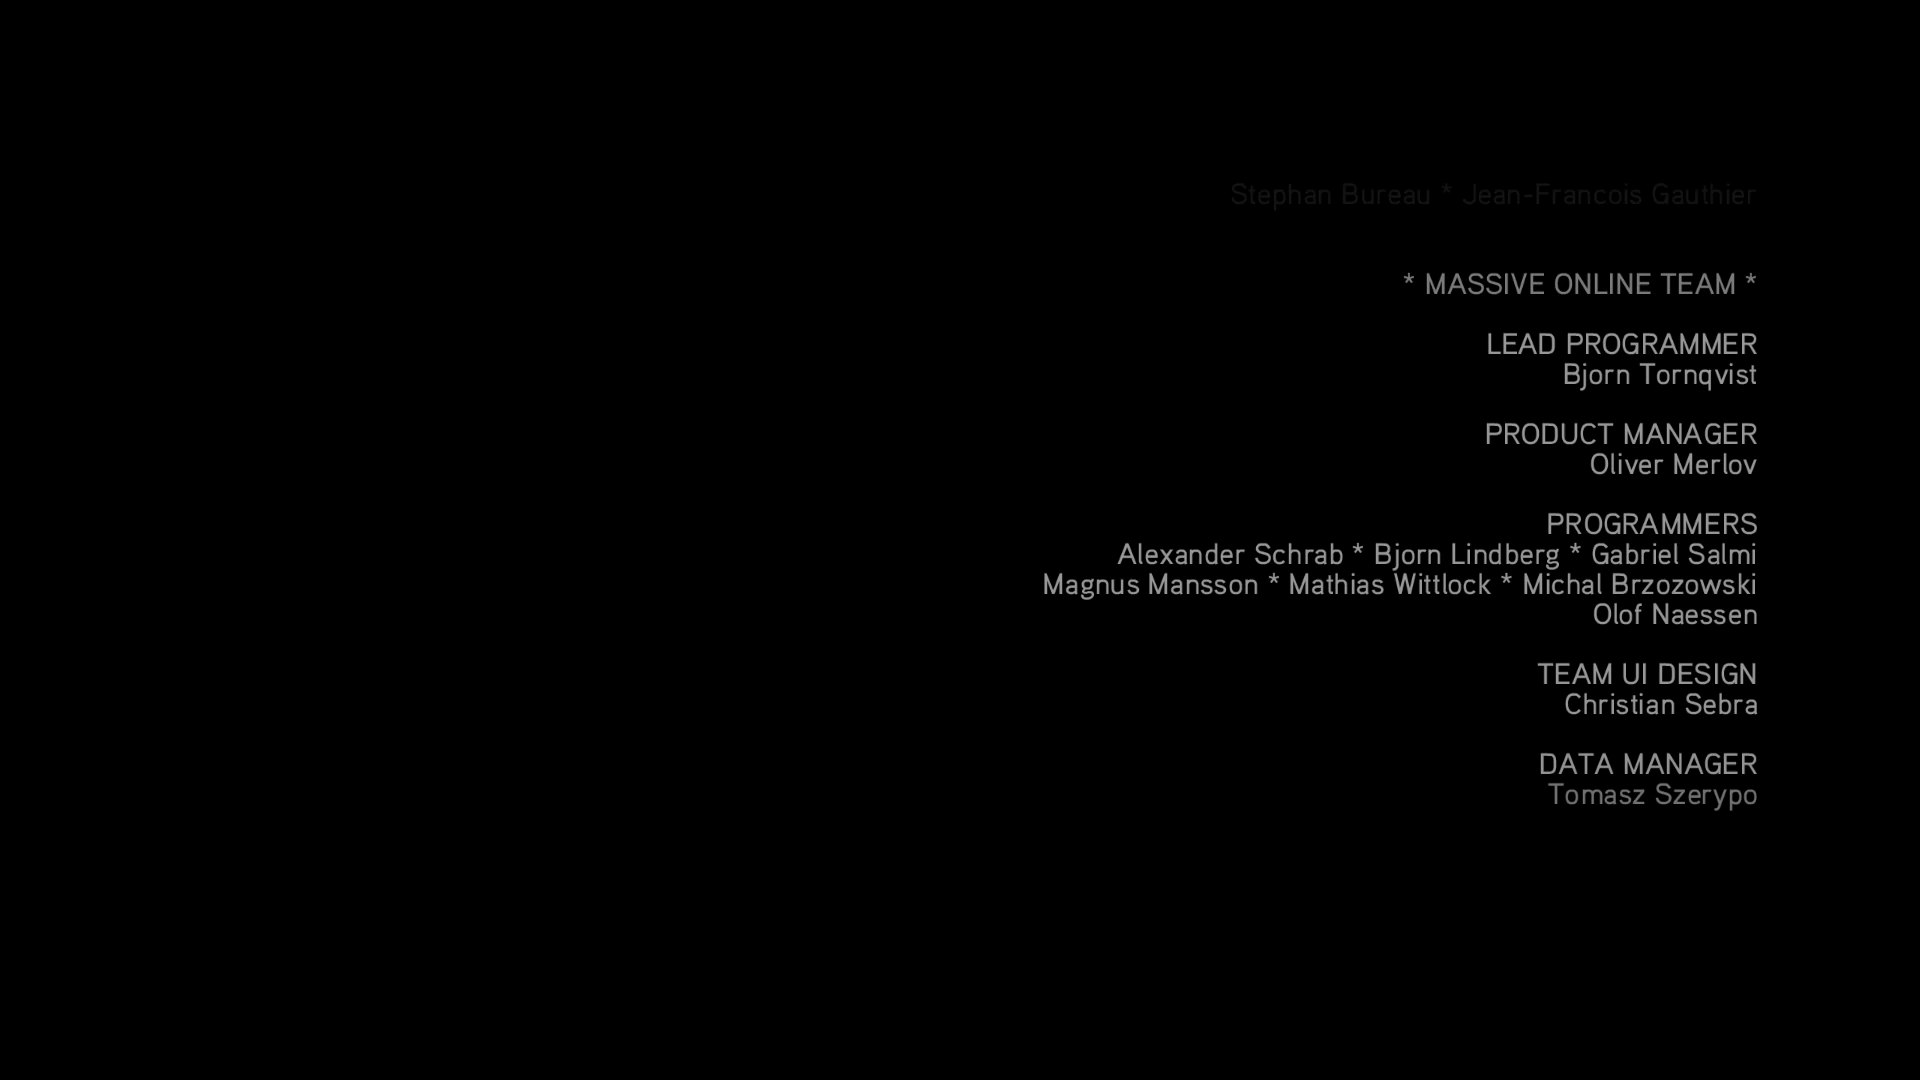 Stephan Bureau * Jean-Francois Gauthier
* MASSIVE ONLINE TEAM *
LEAD PROGRAMMER
Bjorn Tornqvist
PRODUCT MANAGER
Oliver Merlov
PROGRAMMERS
Alexander Schrab * Bjorn Lindberg * Gabriel Salmi
Magnus Mansson * Mathias Wittlock * Michal Brzozowski
Olof Naessen
TEAM UI DESIGN
Christian Sebra
DATA MANAGER
Tomasz Szerypo